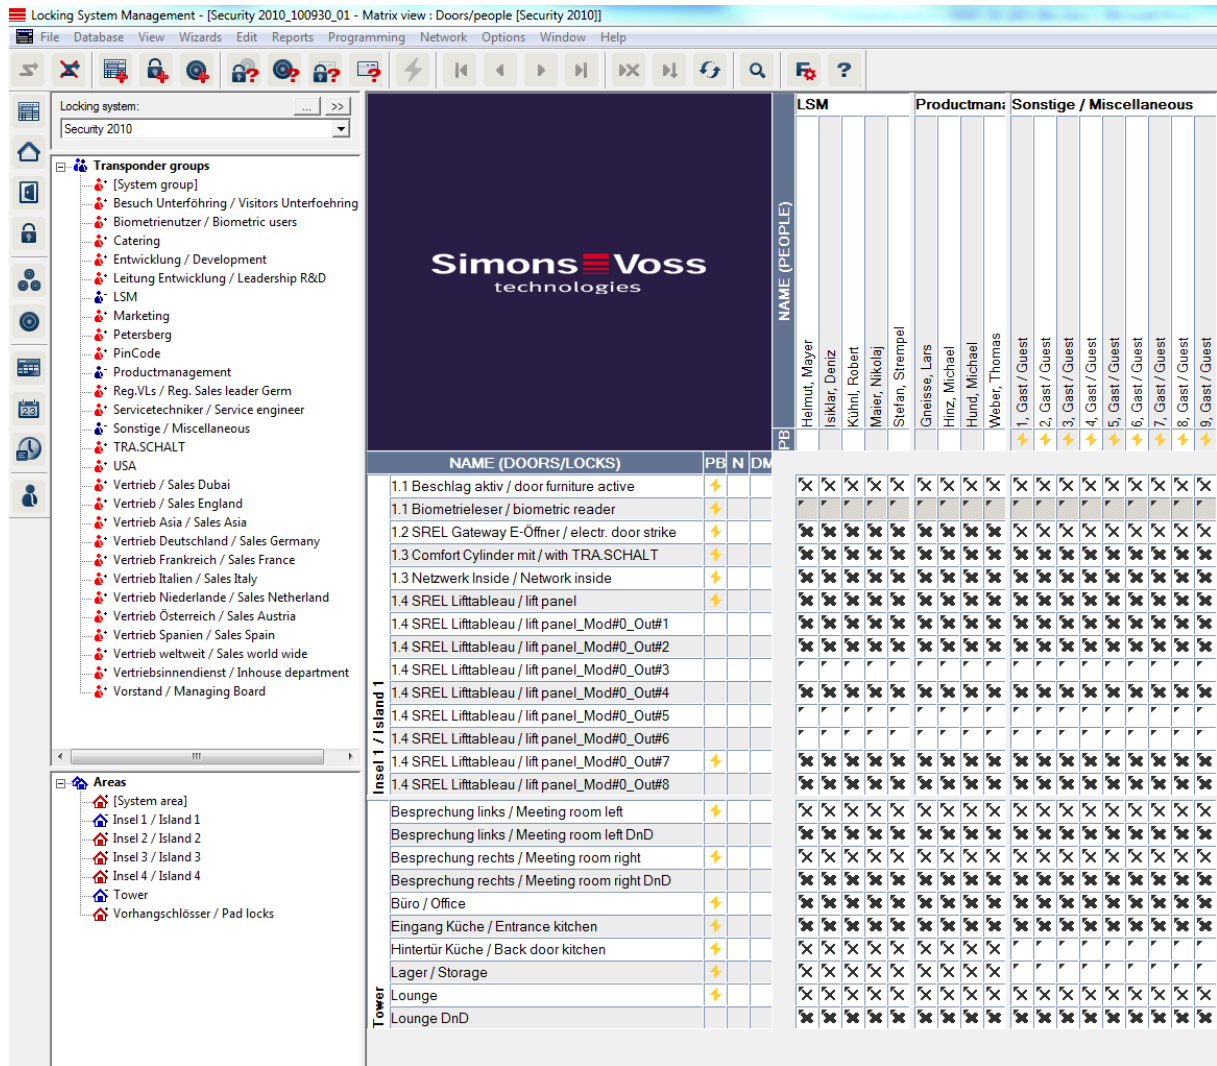 Locking System Management - [Security 2010_100930_01 - Matrix view : Doors/people [Security 2010]]
File Database View Wizards Edit Reports Programming Network Options Window Help
Locking system:
... >>
Security 2010
Transponder groups
[System group]
Besuch Unterföhring / Visitors Unterfoehring
Biometrienutzer / Biometric users
Catering
Entwicklung / Development
Leitung Entwicklung / Leadership R&D
LSM
Marketing
Petersberg
PinCode
Productmanagement
Reg.VLs / Reg. Sales leader Germ
Servicetechniker / Service engineer
Sonstige / Miscellaneous
TRA.SCHALT
USA
Vertrieb / Sales Dubai
Vertrieb / Sales England
Vertrieb Asia / Sales Asia
Vertrieb Deutschland / Sales Germany
Vertrieb Frankreich / Sales France
Vertrieb Italien / Sales Italy
Vertrieb Niederlande / Sales Netherland
Vertrieb Österreich / Sales Austria
Vertrieb Spanien / Sales Spain
Vertrieb weltweit / Sales world wide
Vertriebsinnendienst / Inhouse department
Vorstand / Managing Board
Areas
[System area]
Insel 1 / Island 1
Insel 2 / Island 2
Insel 3 / Island 3
Insel 4 / Island 4
Tower
Vorhangschlösser / Pad locks
23
Simons Voss
technologies
NAME (PEOPLE)
PB
LSM
Productmana
Sonstige / Miscellaneous
Helmut, Mayer
Isiklar, Deniz
Kühnl, Robert
Maier, Nikolaj
Stefan, Strempel
Gneisse, Lars
Hinz, Michael
Hund, Michael
Weber, Thomas
1, Gast / Guest
2, Gast / Guest
3, Gast / Guest
4, Gast / Guest
5, Gast / Guest
6, Gast / Guest
7, Gast / Guest
8, Gast / Guest
9, Gast / Guest
NAME (DOORS/LOCKS) PB N DM
Insel 1 / Island 1
1.1 Beschlag aktiv / door furniture active
1.1 Biometrieleser / biometric reader
1.2 SREL Gateway E-Öffner / electr. door strike
1.3 Comfort Cylinder mit / with TRA.SCHALT
1.3 Netzwerk Inside / Network inside
1.4 SREL Lifttableau / lift panel
1.4 SREL Lifttableau / lift panel_Mod#0_Out#1
1.4 SREL Lifttableau / lift panel_Mod#0_Out#2
1.4 SREL Lifttableau / lift panel_Mod#0_Out#3
1.4 SREL Lifttableau / lift panel_Mod#0_Out#4
1.4 SREL Lifttableau / lift panel_Mod#0_Out#5
1.4 SREL Lifttableau / lift panel_Mod#0_Out#6
1.4 SREL Lifttableau / lift panel_Mod#0_Out#7
1.4 SREL Lifttableau / lift panel_Mod#0_Out#8
Tower
Besprechung links / Meeting room left
Besprechung links / Meeting room left DnD
Besprechung rechts / Meeting room right
Besprechung rechts / Meeting room right DnD
Büro / Office
Eingang Küche / Entrance kitchen
Hintertür Küche / Back door kitchen
Lager / Storage
Lounge
Lounge DnD